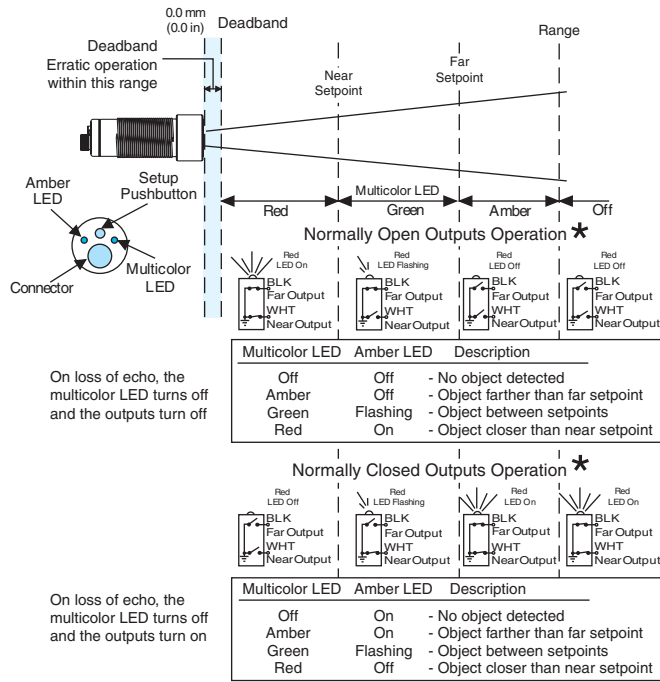 0.0 mm
(0.0 in)
Deadband
Deadband
Erratic operation
within this range
Near
Setpoint
Far
Setpoint
Range
Amber
LED
Setup
Pushbutton
Connector
Multicolor
LED
Multicolor LED
Red
Green
Amber
Off
Normally Open Outputs Operation *
Red
LED On
Red
LED Flashing
Red
LED Off
Red
LED Off
BLK
Far Output
WHT
Near Output
BLK
Far Output
WHT
Near Output
BLK
Far Output
WHT
Near Output
BLK
Far Output
WHT
Near Output
On loss of echo, the
multicolor LED turns off
and the outputs turn off
Multicolor LED Amber LED Description
Off Off - No object detected
Amber Off - Object farther than far setpoint
Green Flashing - Object between setpoints
Red On - Object closer than near setpoint
Normally Closed Outputs Operation *
Red
LED Off
Red
LED Flashing
Red
LED On
Red
LED On
BLK
Far Output
WHT
Near Output
BLK
Far Output
WHT
Near Output
BLK
Far Output
WHT
Near Output
BLK
Far Output
WHT
Near Output
On loss of echo, the
multicolor LED turns off
and the outputs turn on
Multicolor LED Amber LED Description
Off On - No object detected
Amber On - Object farther than far setpoint
Green Flashing - Object between setpoints
Red Off - Object closer than near setpoint